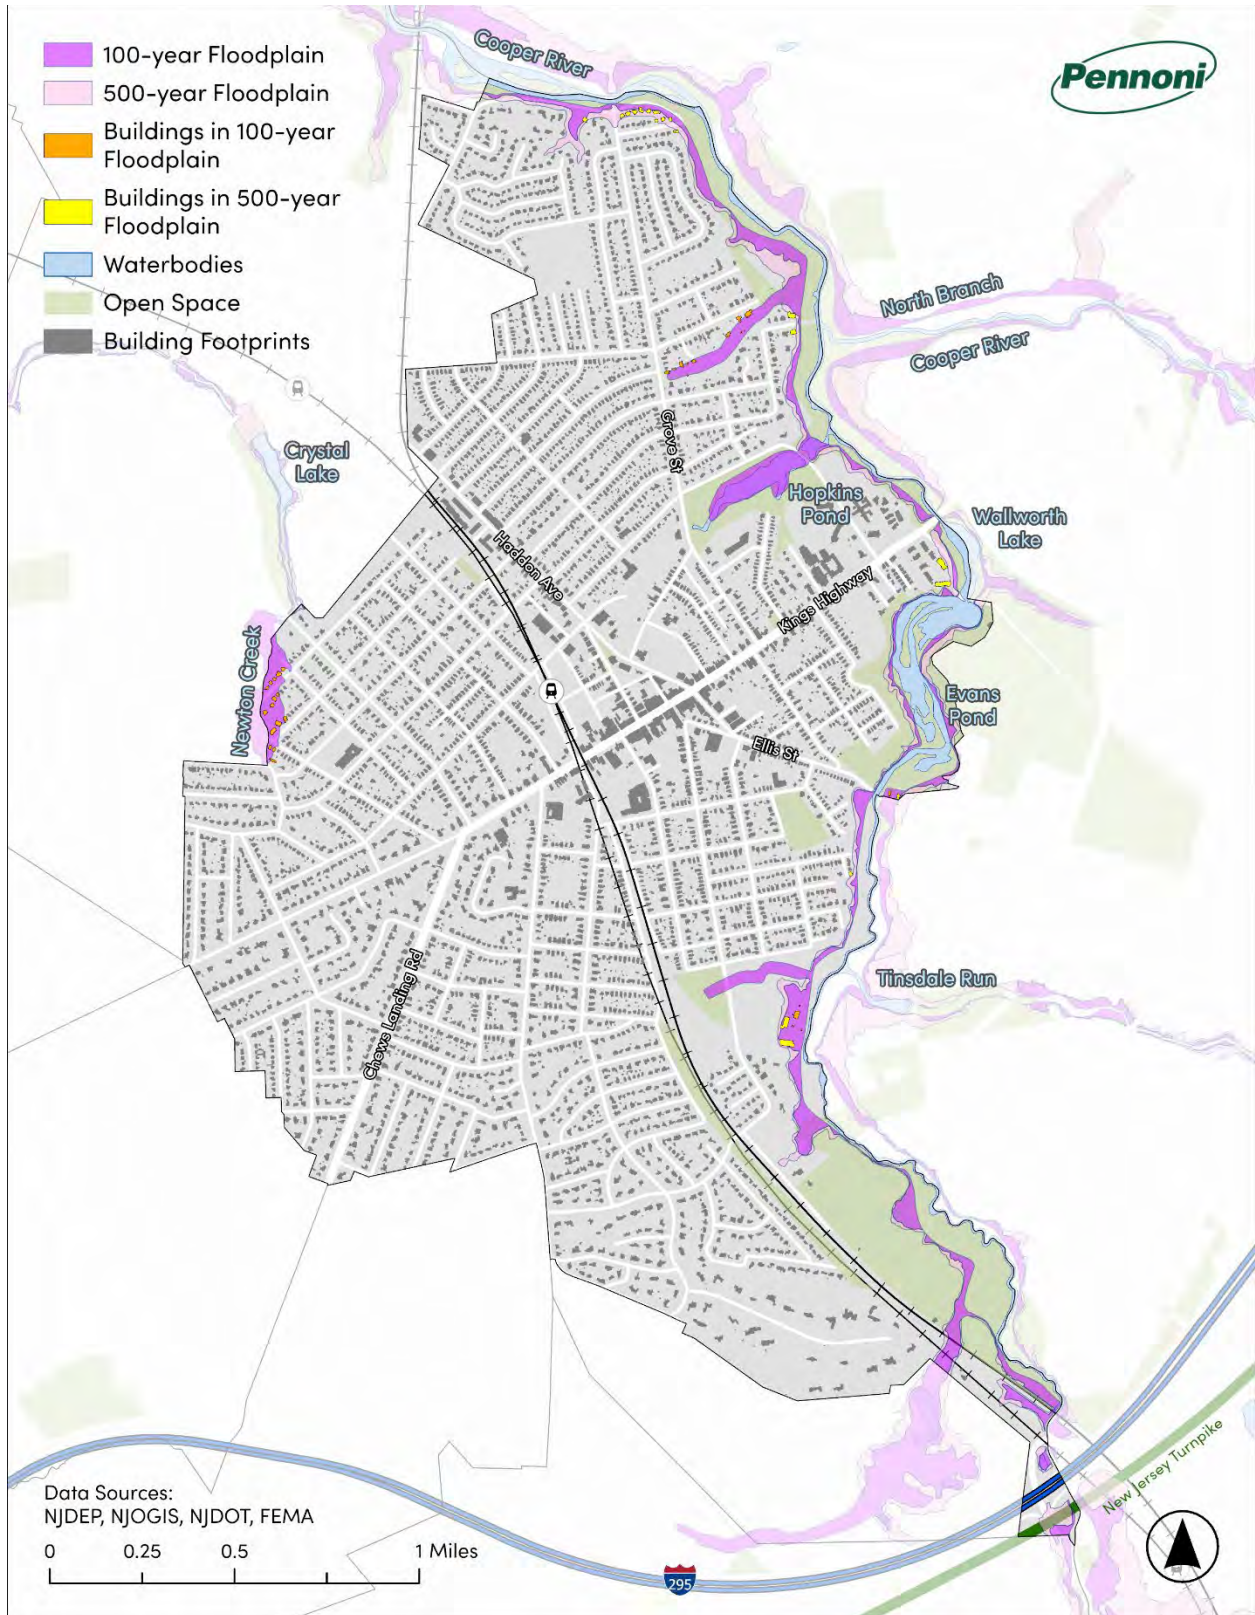 100-year Floodplain
500-year Floodplain
Buildings in 100-year
Floodplain
Buildings in 500-year
Floodplain
Waterbodies
Open Space
Building Footprints
Pennoni
Cooper River
North Branch
Cooper River
Crystal
Lake
Grove St
Hopkins
Pond
Wallworth
Lake
Haddon Ave
Kings Highway
Newton Creek
Evans
Pond
Ellis St
Tinsdale Run
Chews Landing Rd
New Jersey Turnpike
Data Sources:
NJDEP, NJOGIS, NJDOT, FEMA
0 0.25 0.5 1 Miles
295